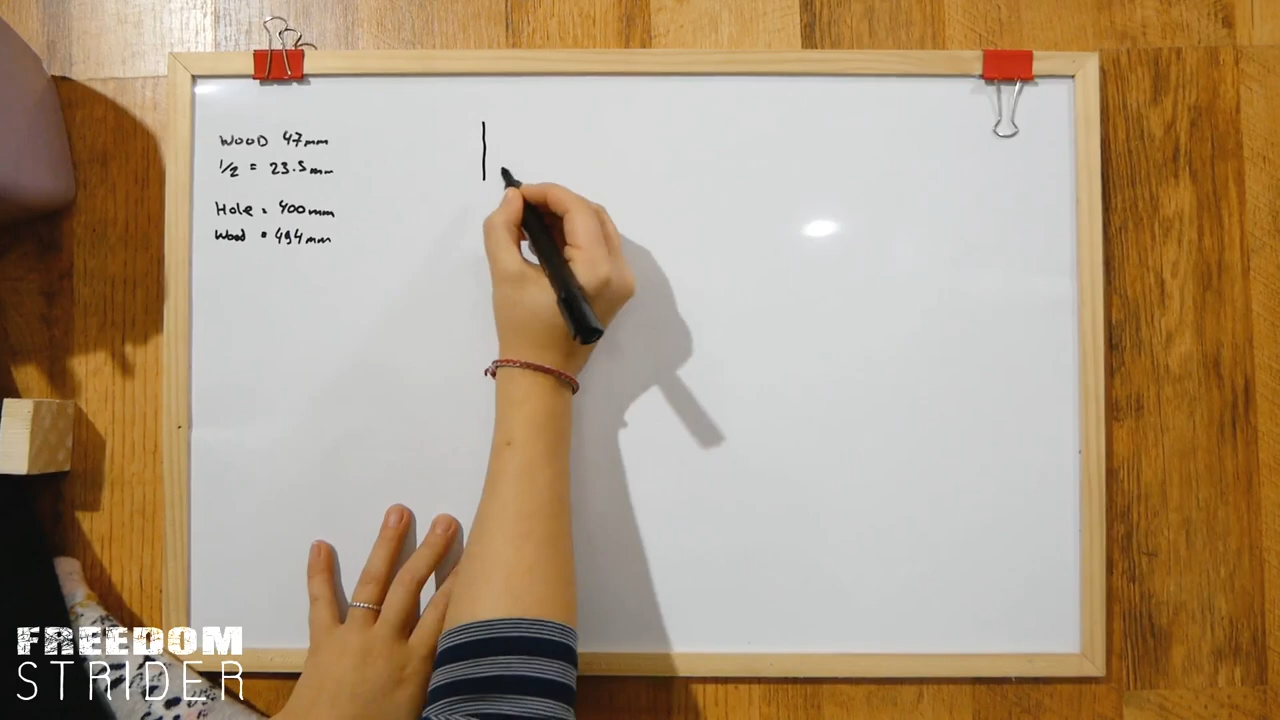 WOOD 47mm
1/2 = 23.5mm
Hole = 400mm
Wood = 494mm
FREEDOM
STRIDER